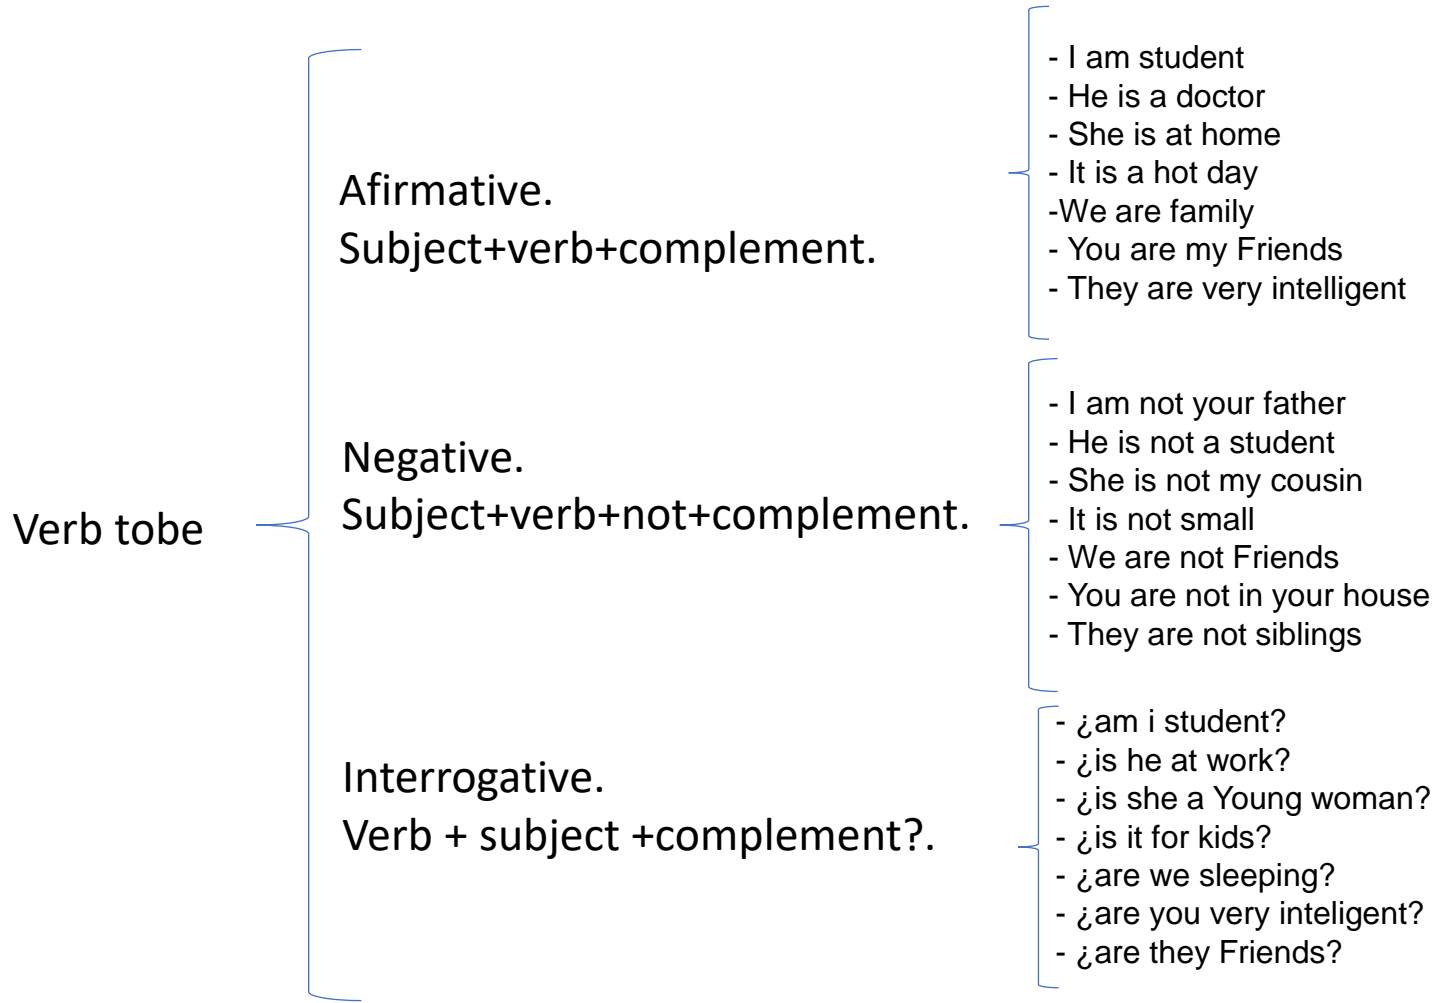 Verb tobe
Afirmative.
Subject+verb+complement.
- I am student
- He is a doctor
- She is at home
- It is a hot day
-We are family
- You are my Friends
- They are very intelligent
Negative.
Subject+verb+not+complement.
- I am not your father
- He is not a student
- She is not my cousin
- It is not small
- We are not Friends
- You are not in your house
- They are not siblings
Interrogative.
Verb + subject +complement?.
- ¿am i student?
- ¿is he at work?
- ¿is she a Young woman?
- ¿is it for kids?
- ¿are we sleeping?
- ¿are you very inteligent?
- ¿are they Friends?